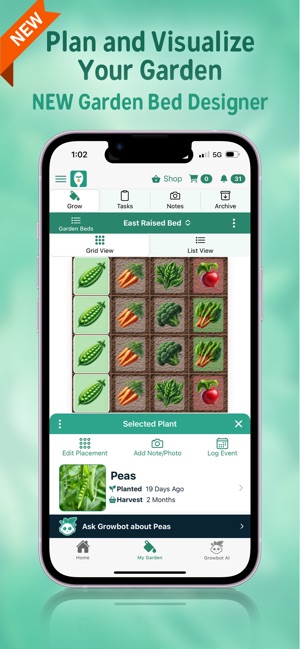 NEW
Plan and Visualize
Your Garden
NEW Garden Bed Designer
1:02
5G
Shop
0
31
Grow
Tasks
Notes
Archive
Garden Beds
East Raised Bed
Grid View
List View
Selected Plant
Edit Placement
Add Note/Photo
Log Event
Peas
Planted 19 Days Ago
Harvest 2 Months
Ask Growbot about Peas
Home
My Garden
Growbot AI